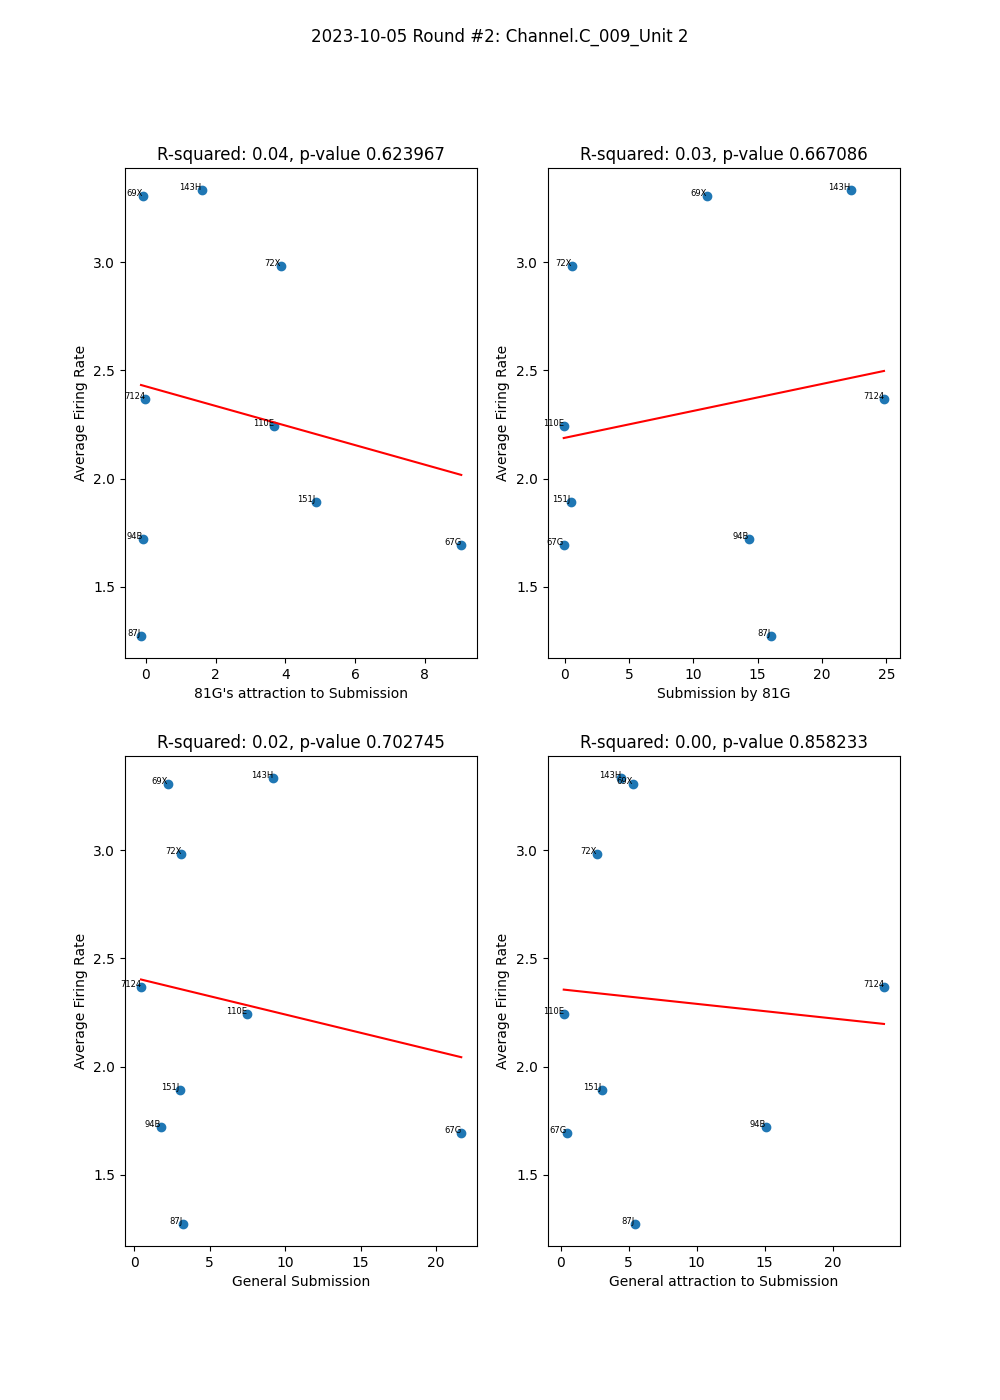 2023-10-05 Round #2: Channel.C_009_Unit 2
R-squared: 0.04, p-value 0.623967
69X
143H
72X
7124
110E
151J
94B
67G
87J
3.0
2.5
2.0
1.5
Average Firing Rate
0 2 4 6 8
81G's attraction to Submission
R-squared: 0.03, p-value 0.667086
69X
143H
72X
7124
110E
151J
67G
94B
87J
3.0
2.5
2.0
1.5
Average Firing Rate
0 5 10 15 20 25
Submission by 81G
R-squared: 0.02, p-value 0.702745
69X
143H
72X
7124
110E
151J
94B
67G
87J
3.0
2.5
2.0
1.5
Average Firing Rate
0 5 10 15 20
General Submission
R-squared: 0.00, p-value 0.858233
143H
69X
72X
7124
110E
151J
67G
94B
87J
3.0
2.5
2.0
1.5
Average Firing Rate
0 5 10 15 20
General attraction to Submission